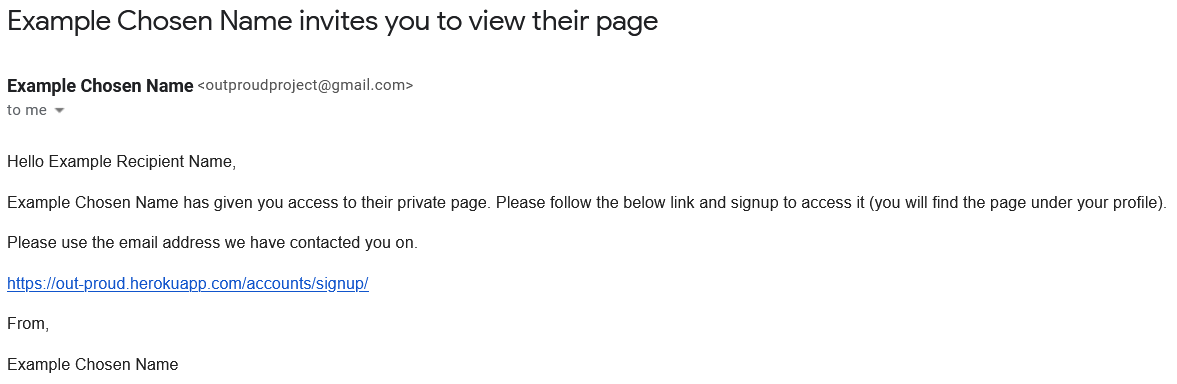 Example Chosen Name invites you to view their page
Example Chosen Name <outproudproject@gmail.com>
to me
Hello Example Recipient Name,
Example Chosen Name has given you access to their private page. Please follow the below link and signup to access it (you will find the page under your profile).
Please use the email address we have contacted you on.
https://out-proud.herokuapp.com/accounts/signup/
From,
Example Chosen Name